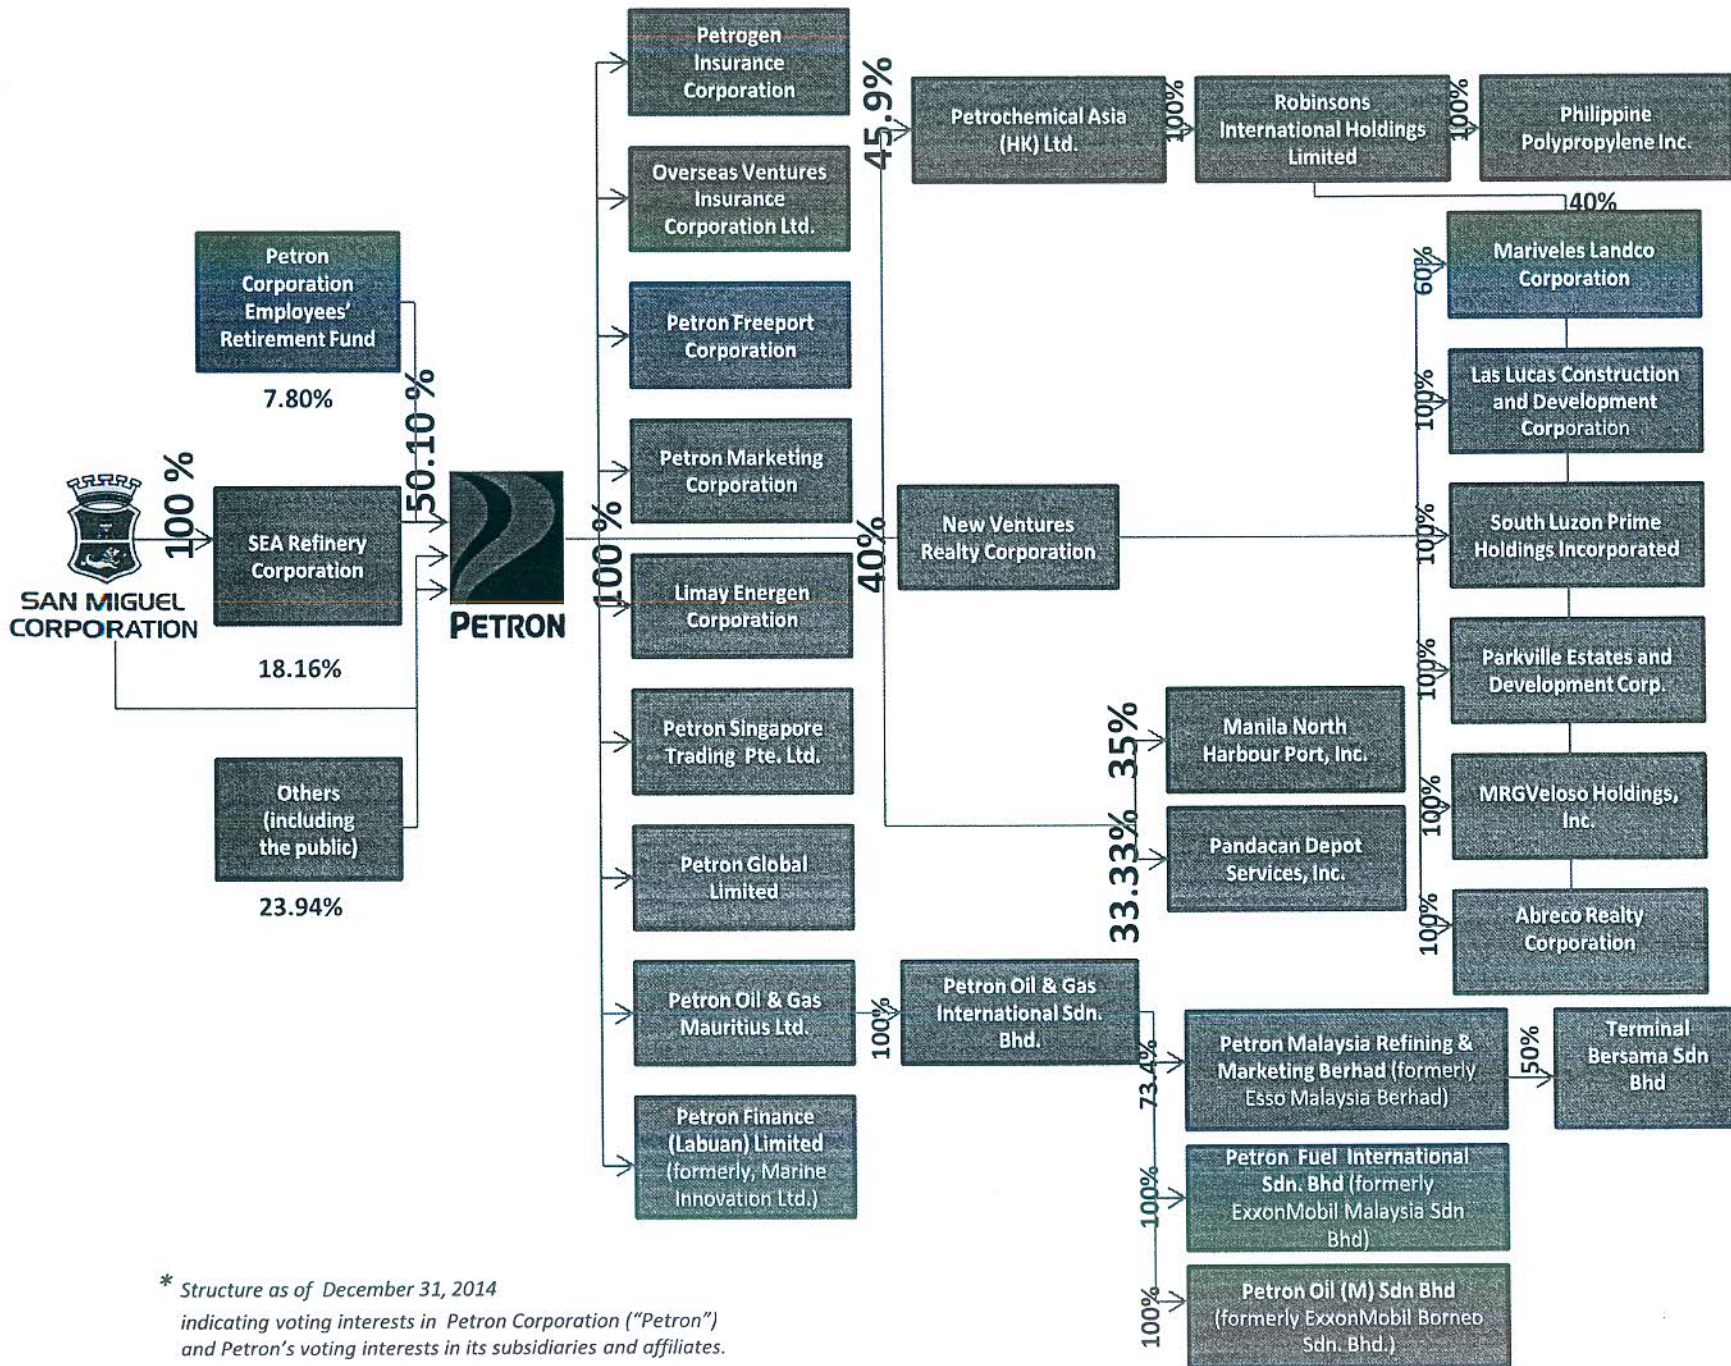 Petrogen
Insurance
Corporation
Overseas Ventures
Insurance
Corporation Ltd.
Petron Freeport
Corporation
Petron Marketing
Corporation
Limay Energen
Corporation
Petron Singapore
Trading Pte. Ltd.
Petron Global
Limited
Petron Oil & Gas
Mauritius Ltd.
Petron Finance
(Labuan) Limited
(formerly, Marine
Innovation Ltd.)
Petron
Corporation
Employees'
Retirement Fund
7.80%
SAN MIGUEL
CORPORATION
100 %
SEA Refinery
Corporation
18.16%
50.10 %
PETRON
Others
(including
the public)
23.94%
100 %
45.9%
40%
Petrochemical Asia
(HK) Ltd.
100%
Robinsons
International Holdings
Limited
100%
Philippine
Polypropylene Inc.
40%
New Ventures
Realty Corporation
60%
Mariveles Landco
Corporation
100%
Las Lucas Construction
and Development
Corporation
100%
South Luzon Prime
Holdings Incorporated
100%
Parkville Estates and
Development Corp.
100%
MRGVeloso Holdings,
Inc.
100%
Abreco Realty
Corporation
35%
Manila North
Harbour Port, Inc.
33.33%
Pandacan Depot
Services, Inc.
100%
Petron Oil & Gas
International Sdn.
Bhd.
73.4%
Petron Malaysia Refining &
Marketing Berhad (formerly
Esso Malaysia Berhad)
50%
Terminal
Bersama Sdn
Bhd
100%
Petron Fuel International
Sdn. Bhd (formerly
ExxonMobil Malaysia Sdn
Bhd)
100%
Petron Oil (M) Sdn Bhd
(formerly ExxonMobil Borneo
Sdn. Bhd.)
* Structure as of December 31, 2014
indicating voting interests in Petron Corporation ("Petron")
and Petron's voting interests in its subsidiaries and affiliates.